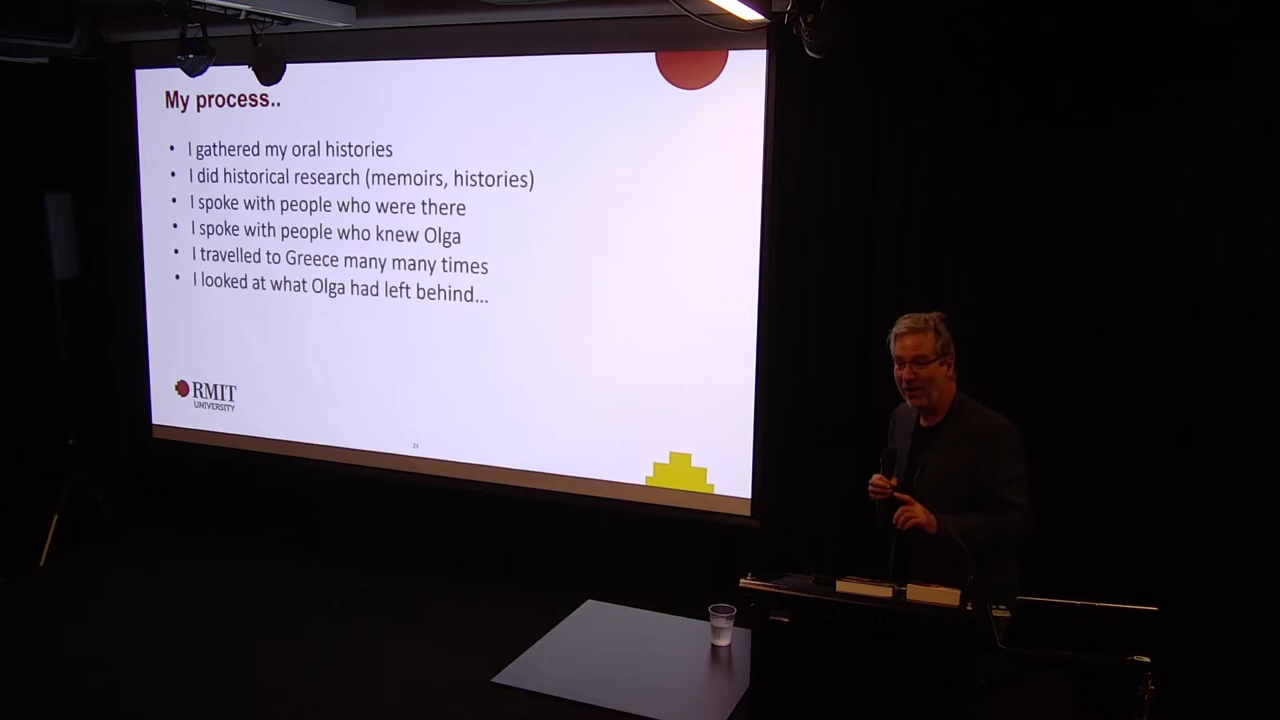 My process..
• I gathered my oral histories
• I did historical research (memoirs, histories)
• I spoke with people who were there
• I spoke with people who knew Olga
• I travelled to Greece many many times
• I looked at what Olga had left behind...
RMIT
UNIVERSITY